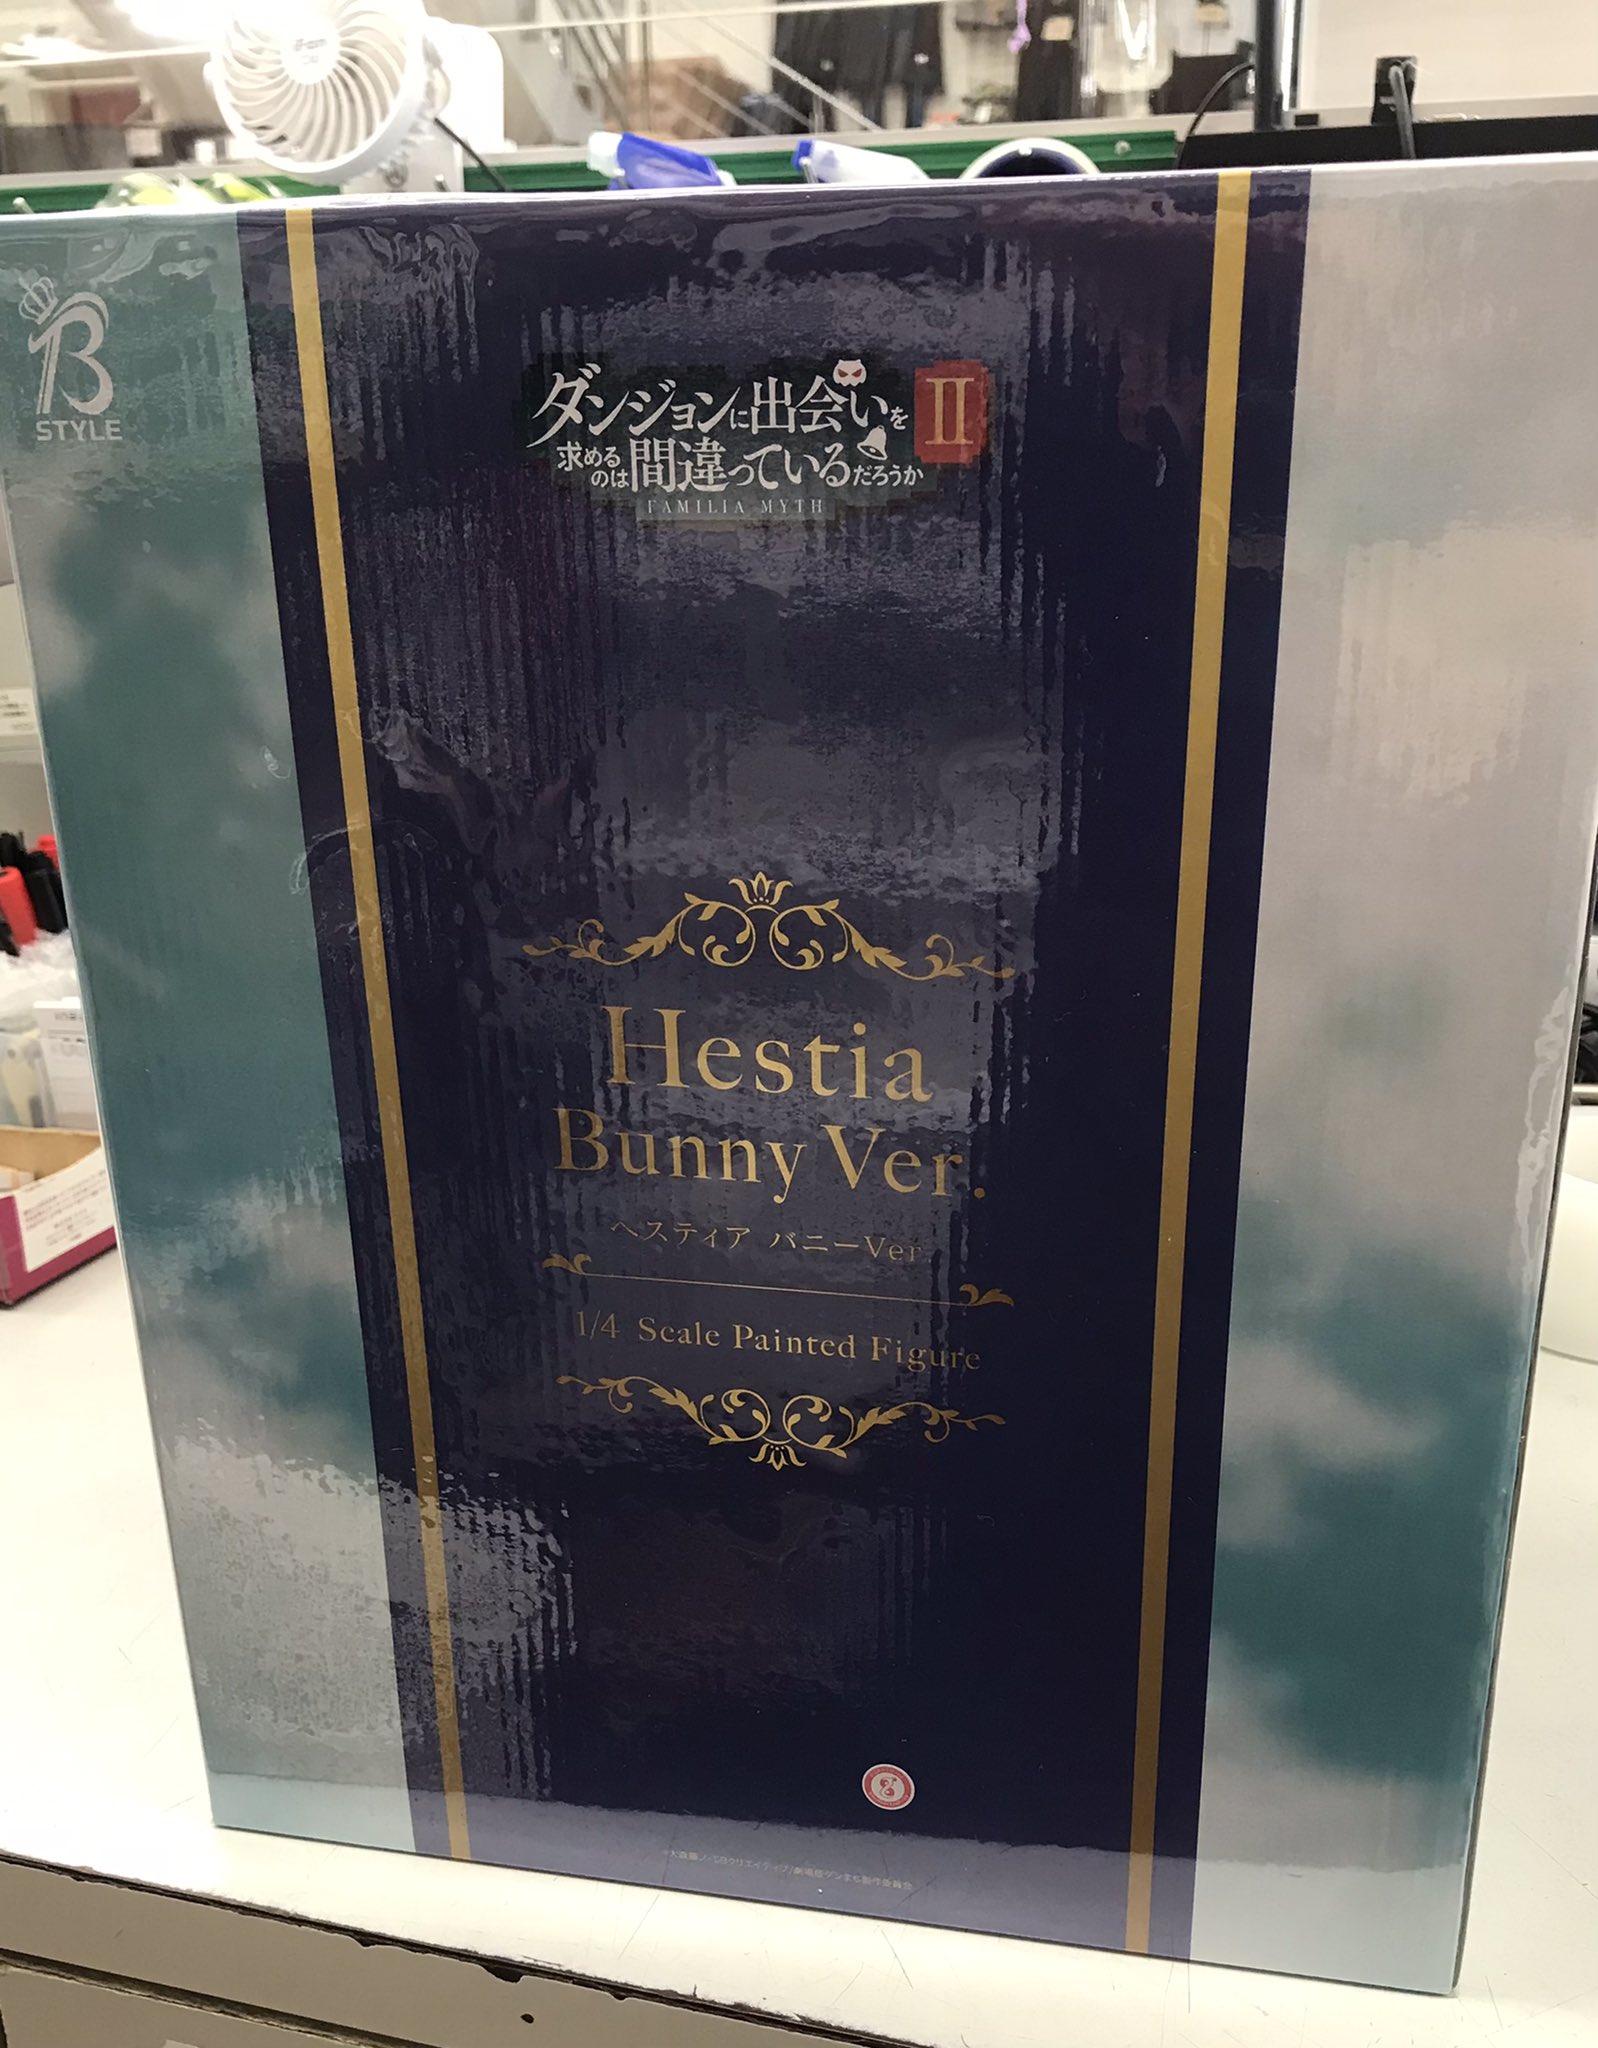 B
STYLE
ダンジョンに出会いを II
求めるのは間違っているだろうか
FAMILIA MYTH
Hestia
Bunny Ver.
ヘスティア バニーVer.
1/4 Scale Painted Figure